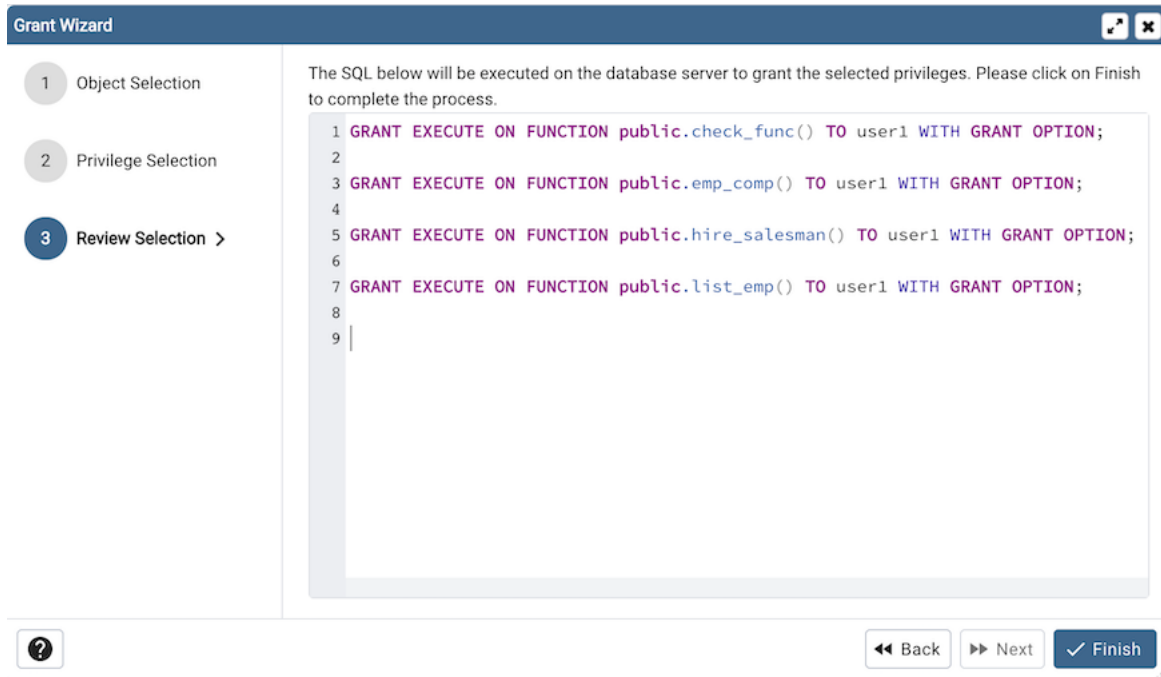 Grant Wizard
1 Object Selection
2 Privilege Selection
3 Review Selection >
The SQL below will be executed on the database server to grant the selected privileges. Please click on Finish
to complete the process.
1 GRANT EXECUTE ON FUNCTION public.check_func() TO user1 WITH GRANT OPTION;
2
3 GRANT EXECUTE ON FUNCTION public.emp_comp() TO user1 WITH GRANT OPTION;
4
5 GRANT EXECUTE ON FUNCTION public.hire_salesman() TO user1 WITH GRANT OPTION;
6
7 GRANT EXECUTE ON FUNCTION public.list_emp() TO user1 WITH GRANT OPTION;
8
9
?
Back
Next
Finish